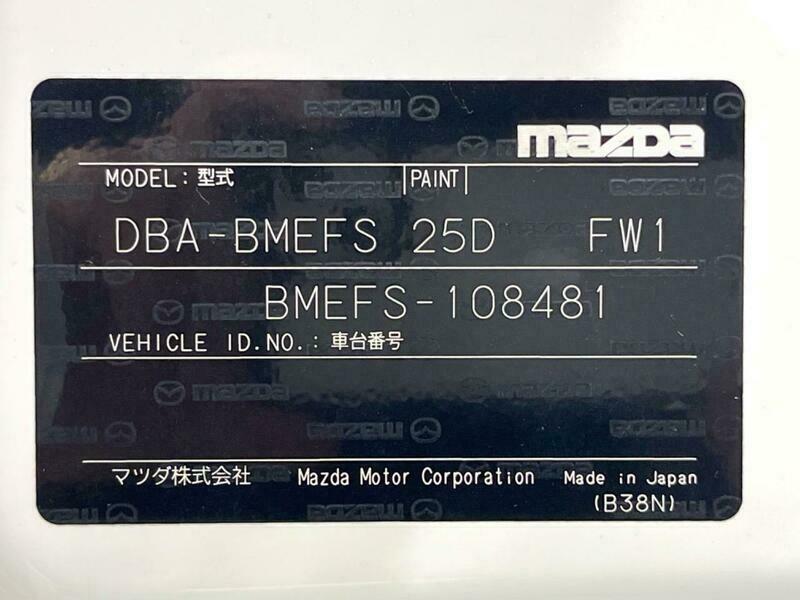 mazda
MODEL: 型式 PAINT
DBA-BMEFS 25D FW1
BMEFS-108481
VEHICLE ID.NO.: 車台番号
マツダ株式会社 Mazda Motor Corporation Made in Japan
(B38N)